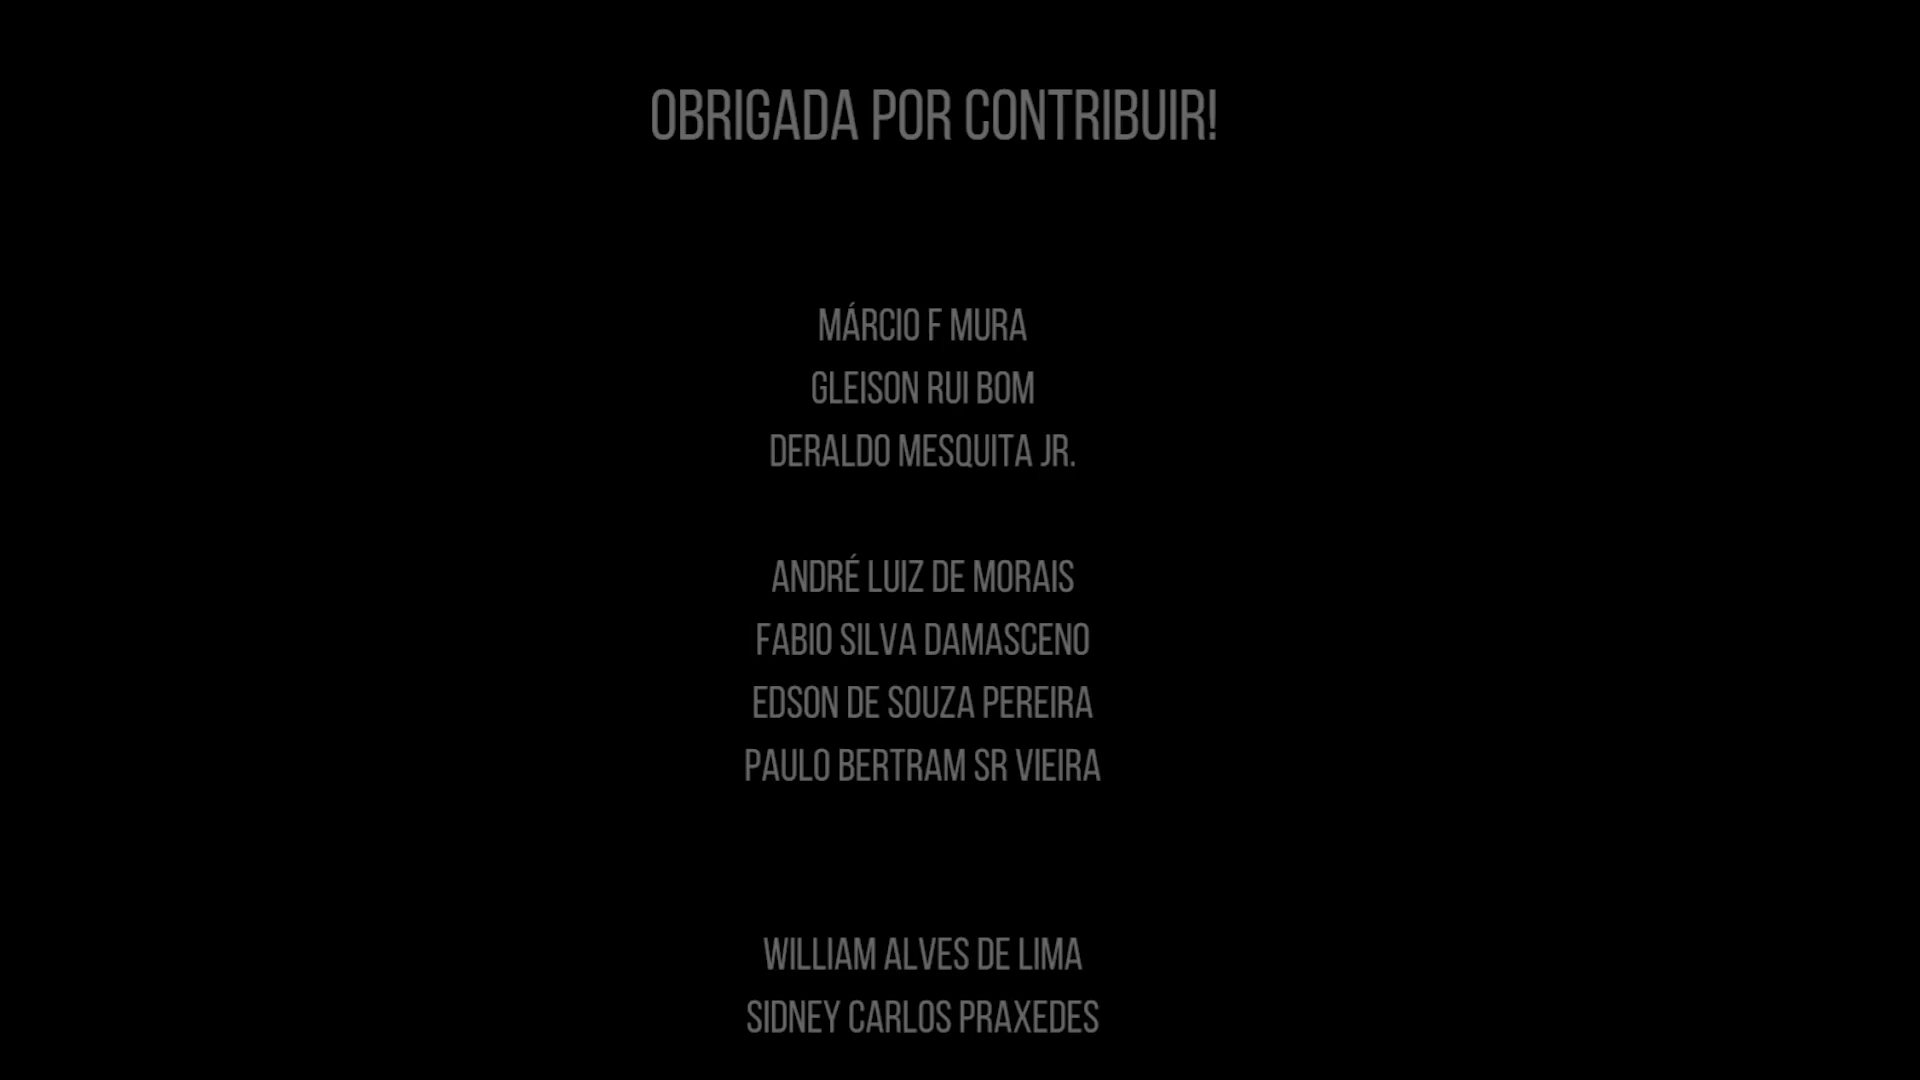 OBRIGADA POR CONTRIBUIR!
MÁRCIO F MURA
GLEISON RUI BOM
DERALDO MESQUITA JR.
ANDRÉ LUIZ DE MORAIS
FABIO SILVA DAMASCENO
EDSON DE SOUZA PEREIRA
PAULO BERTRAM SR VIEIRA
WILLIAM ALVES DE LIMA
SIDNEY CARLOS PRAXEDES